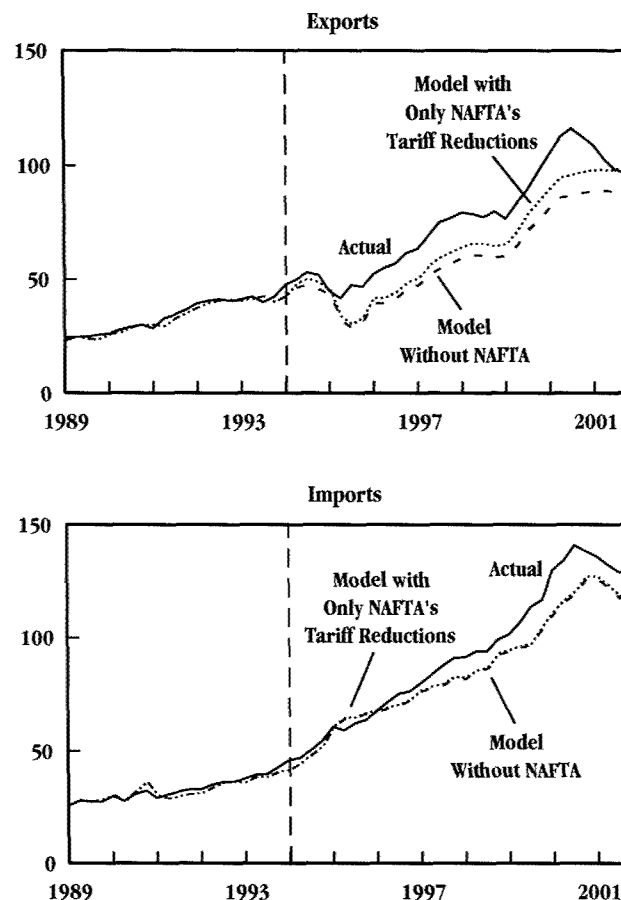 Exports
150
Model with
Only NAFTA's
Tariff Reductions
100
Actual
50
Model
Without NAFTA
0
1989 1993 1997 2001
Imports
150
Actual
Model with
Only NAFTA's
Tariff Reductions
100
Model
Without NAFTA
50
0
1989 1993 1997 2001